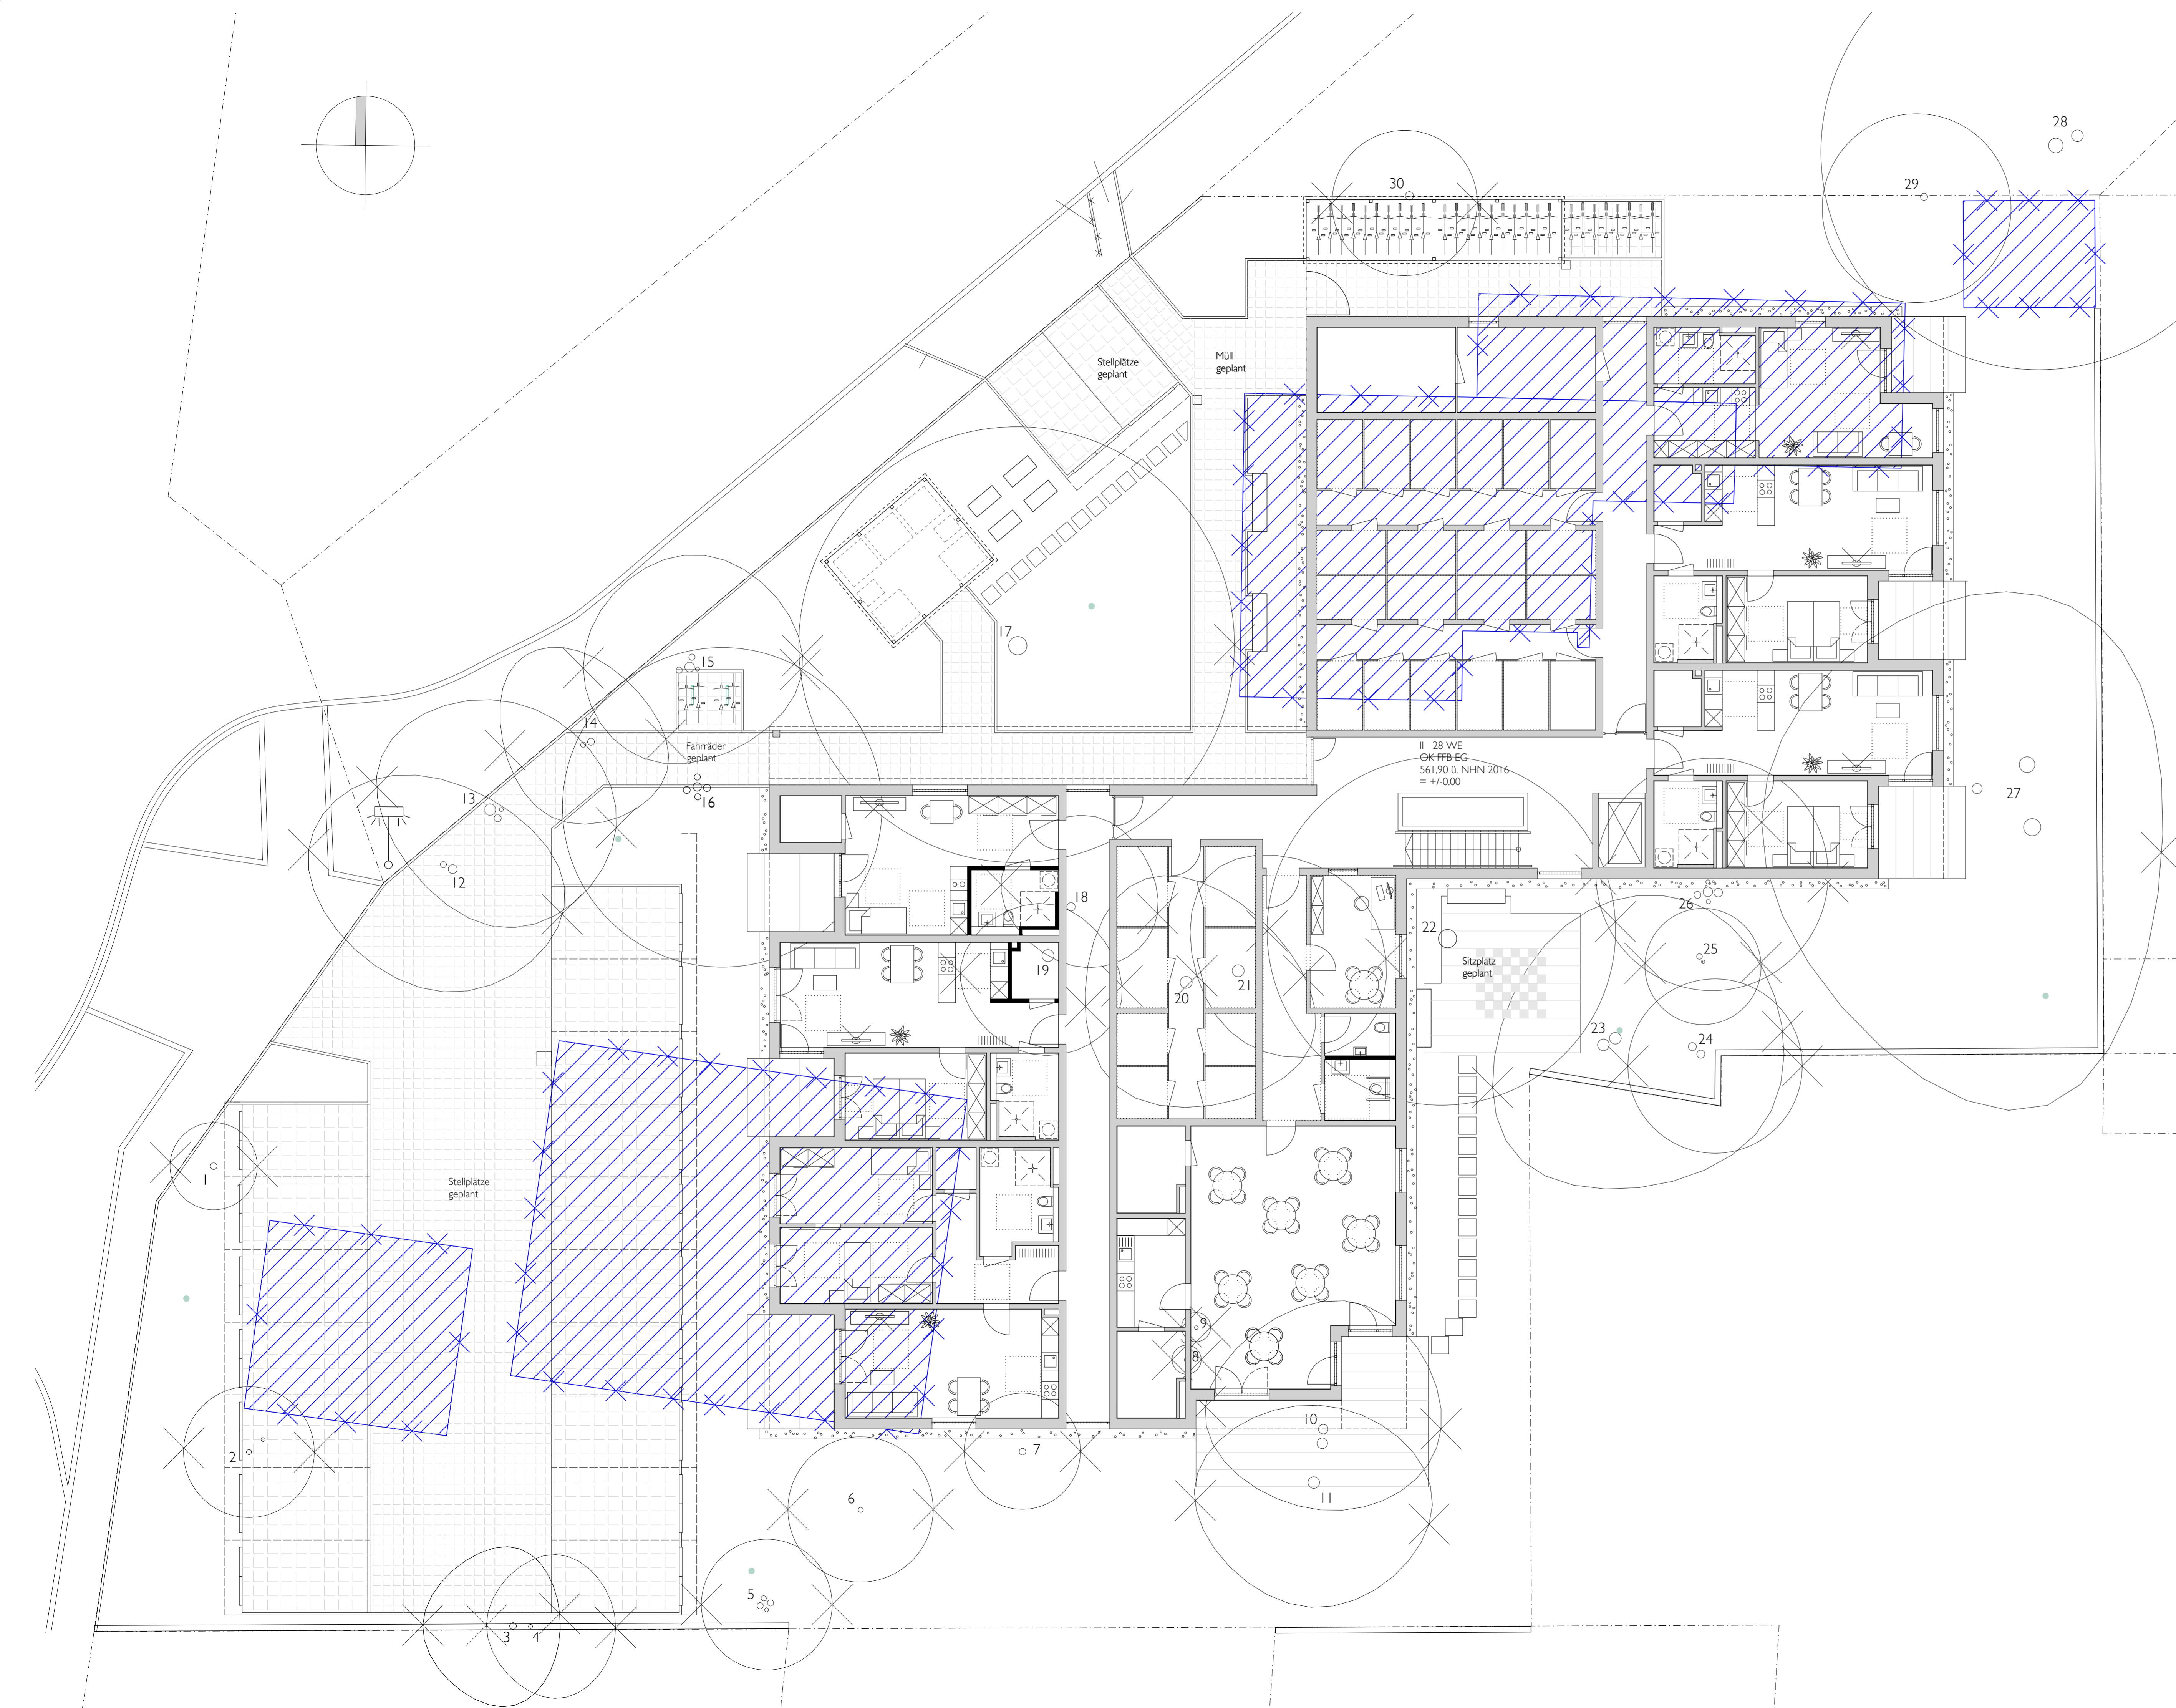 28
29
30
Stellplätze
geplant
Müll
geplant
17
15
14
Fahrräder
geplant
II 28 WE
OK FFB EG
561,90 ü. NHN 2016
= +/-0.00
13
16
27
12
18
26
22
25
Sitzplatz
geplant
19
21
20
23
24
1
Stellplätze
geplant
9
8
10
2
7
6
11
5
3
4